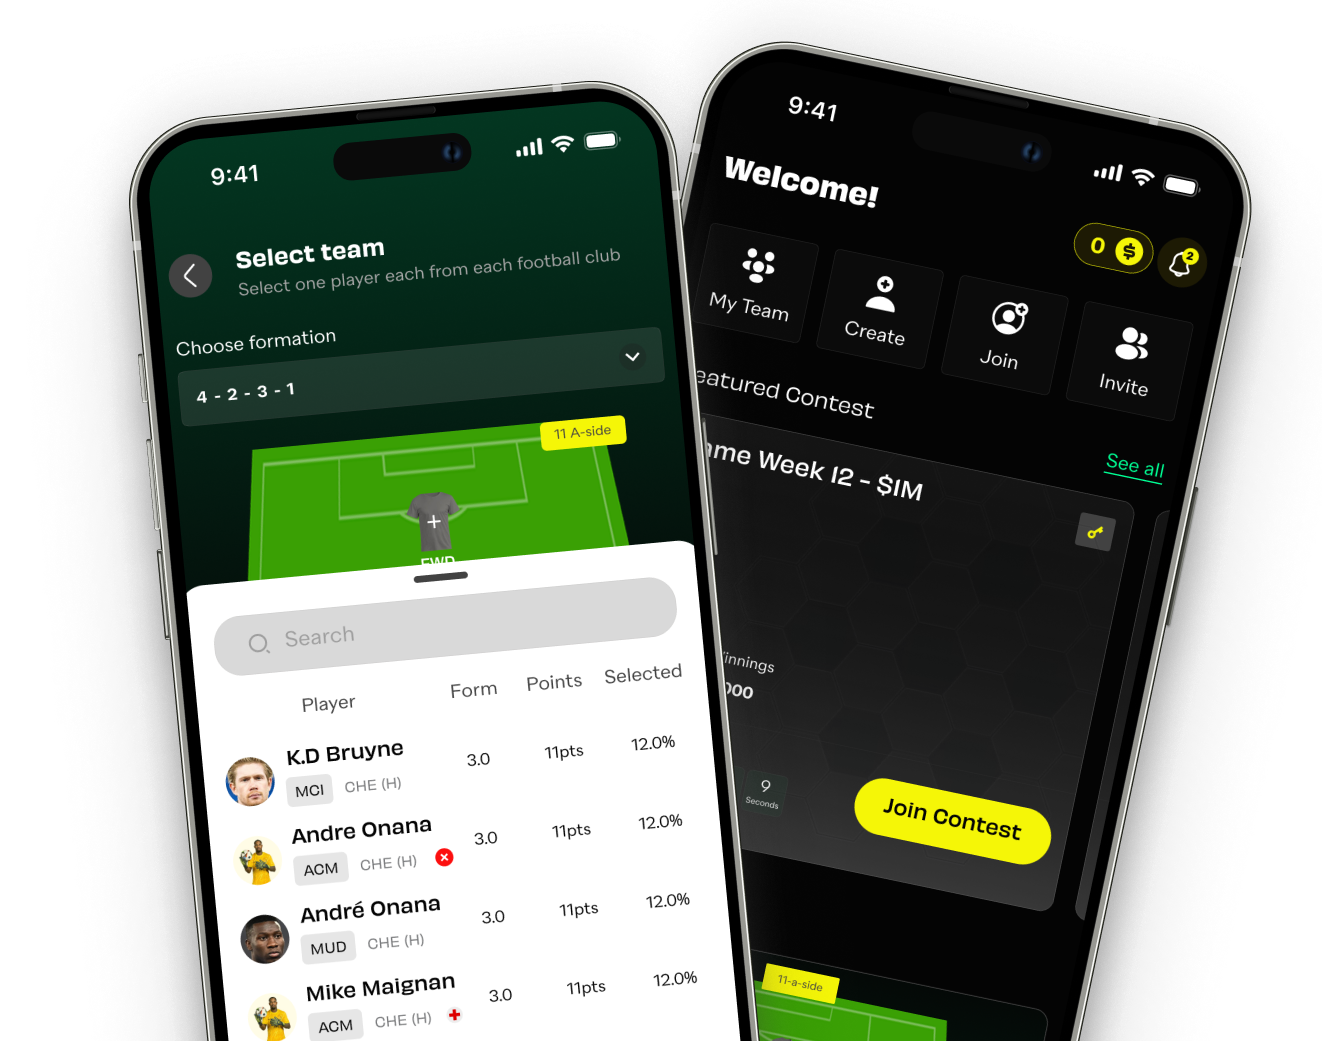 9:41
Select team
Select one player each from each football club
Choose formation
4 - 2 - 3 - 1
11 A-side
FWD
Search
Player Form Points Selected
K.D Bruyne 3.0 11pts 12.0%
MCI CHE (H)
Andre Onana 3.0 11pts 12.0%
ACM CHE (H)
André Onana 3.0 11pts 12.0%
MUD CHE (H)
Mike Maignan 3.0 11pts 12.0%
ACM CHE (H)
9:41
Welcome!
0 $
2
My Team
Create
Join
Invite
eatured Contest
See all
ame Week 12 - $1M
innings
000
9
Seconds
Join Contest
11-a-side